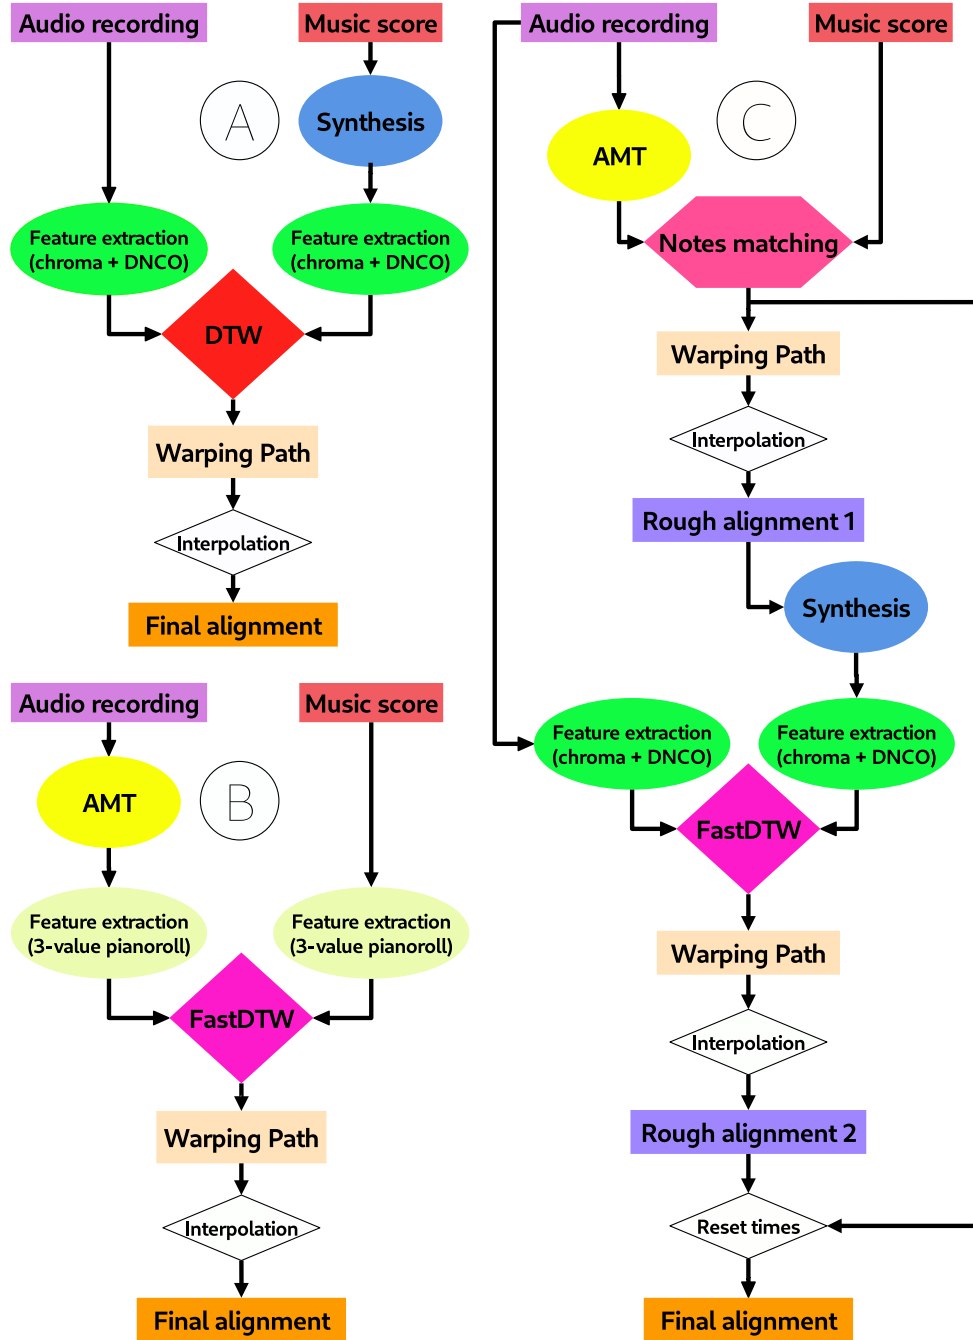 Audio recording
Music score
A
Synthesis
Feature extraction
(chroma + DNCO)
Feature extraction
(chroma + DNCO)
DTW
Warping Path
Interpolation
Final alignment
Audio recording
Music score
B
AMT
Feature extraction
(3-value pianoroll)
Feature extraction
(3-value pianoroll)
FastDTW
Warping Path
Interpolation
Final alignment
Audio recording
Music score
C
AMT
Notes matching
Warping Path
Interpolation
Rough alignment 1
Synthesis
Feature extraction
(chroma + DNCO)
Feature extraction
(chroma + DNCO)
FastDTW
Warping Path
Interpolation
Rough alignment 2
Reset times
Final alignment